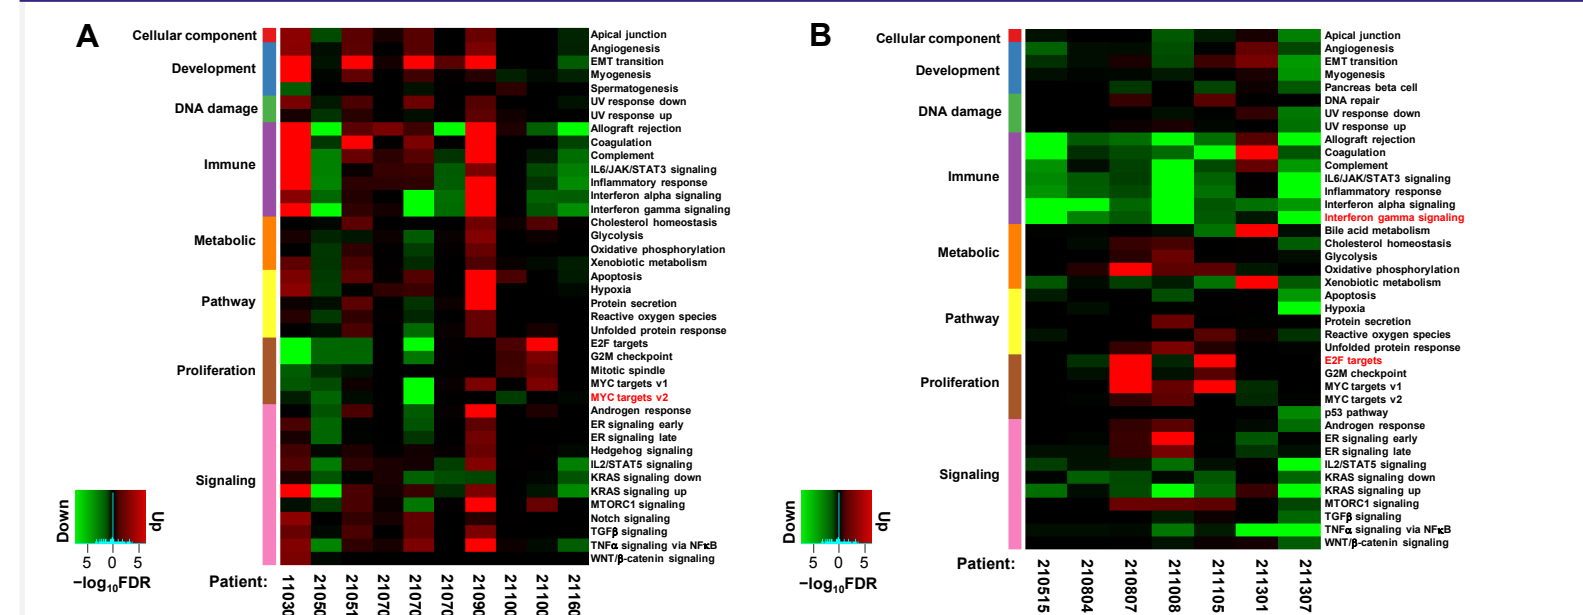 A
Cellular component
Development
DNA damage
Immune
Metabolic
Pathway
Proliferation
Signaling
Apical junction
Angiogenesis
EMT transition
Myogenesis
Spermatogenesis
UV response down
UV response up
Allograft rejection
Coagulation
Complement
IL6/JAK/STAT3 signaling
Inflammatory response
Interferon alpha signaling
Interferon gamma signaling
Cholesterol homeostasis
Glycolysis
Oxidative phosphorylation
Xenobiotic metabolism
Apoptosis
Hypoxia
Protein secretion
Reactive oxygen species
Unfolded protein response
E2F targets
G2M checkpoint
Mitotic spindle
MYC targets v1
MYC targets v2
Androgen response
ER signaling early
ER signaling late
Hedgehog signaling
IL2/STAT5 signaling
KRAS signaling down
KRAS signaling up
MTORC1 signaling
Notch signaling
TGFβ signaling
TNFα signaling via NFκB
WNT/β-catenin signaling
Down
Up
5 0 5
−log10FDR
Patient:
B
Cellular component
Development
DNA damage
Immune
Metabolic
Pathway
Proliferation
Signaling
Apical junction
Angiogenesis
EMT transition
Myogenesis
Pancreas beta cell
DNA repair
UV response down
UV response up
Allograft rejection
Coagulation
Complement
IL6/JAK/STAT3 signaling
Inflammatory response
Interferon alpha signaling
Interferon gamma signaling
Bile acid metabolism
Cholesterol homeostasis
Glycolysis
Oxidative phosphorylation
Xenobiotic metabolism
Apoptosis
Hypoxia
Protein secretion
Reactive oxygen species
Unfolded protein response
E2F targets
G2M checkpoint
MYC targets v1
MYC targets v2
p53 pathway
Androgen response
ER signaling early
ER signaling late
IL2/STAT5 signaling
KRAS signaling down
KRAS signaling up
MTORC1 signaling
TGFβ signaling
TNFα signaling via NFκB
WNT/β-catenin signaling
Down
Up
5 0 5
−log10FDR
Patient:
210515
210804
210807
211008
211105
211301
211307